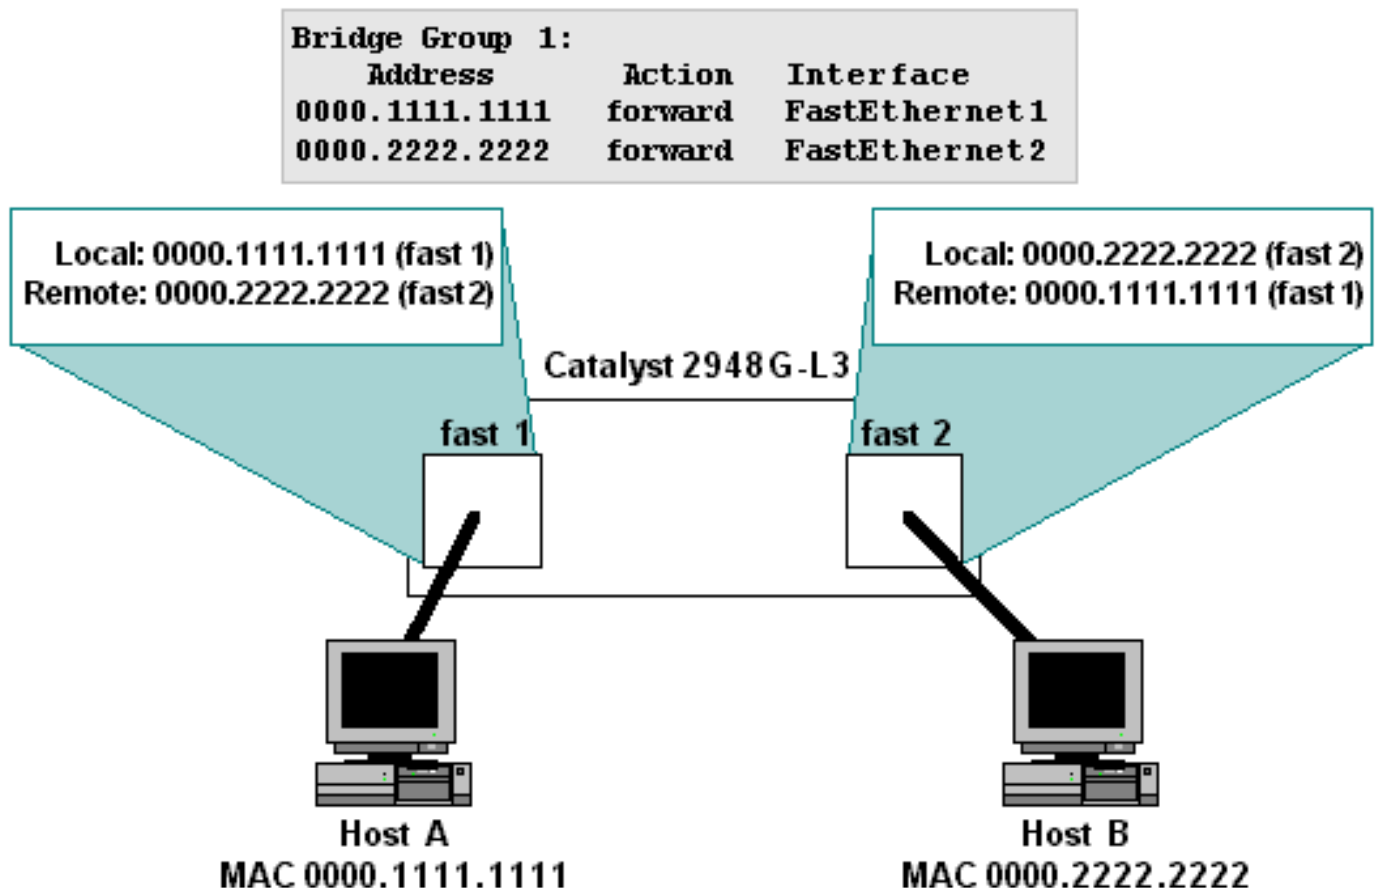 Bridge Group 1:
Address Action Interface
0000.1111.1111 forward FastEthernet1
0000.2222.2222 forward FastEthernet2
Local: 0000.1111.1111 (fast 1)
Remote: 0000.2222.2222 (fast 2)
Local: 0000.2222.2222 (fast 2)
Remote: 0000.1111.1111 (fast 1)
Catalyst 2948G-L3
fast 1
fast 2
Host A
MAC 0000.1111.1111
Host B
MAC 0000.2222.2222